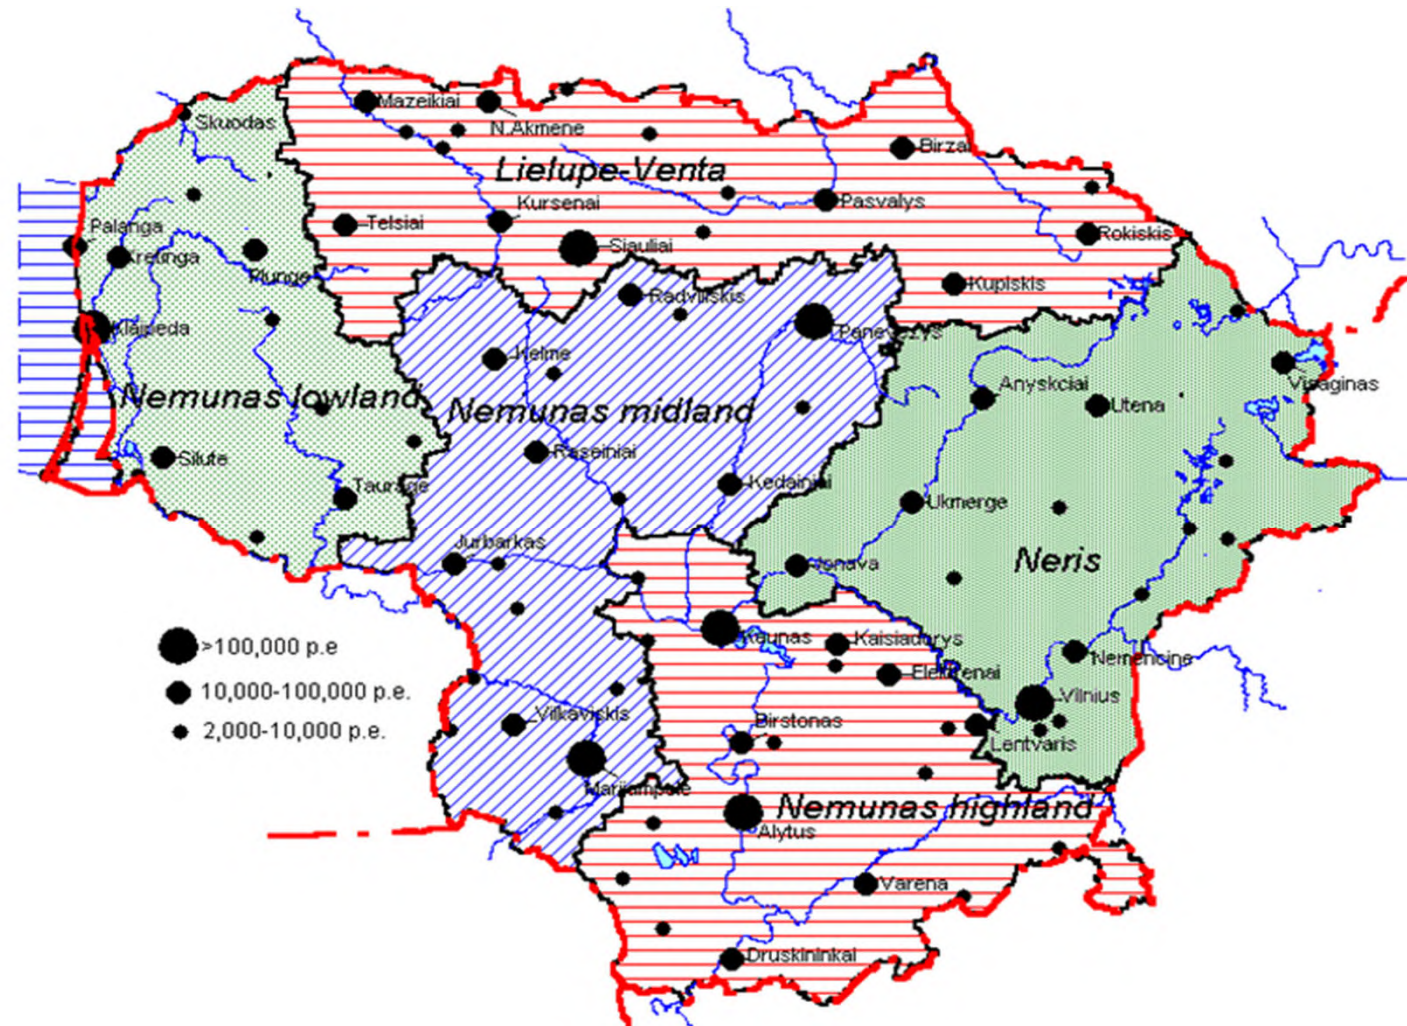 Mazeikiai
Skuodas
N.Akmene
Birzai
Lielupe-Venta
Kursenai
Pasvalys
Palanga
Telsiai
Siauliai
Rokiskis
Kretinga
Plunge
Kupiskis
Radviliskis
Klaipeda
Panevezys
Kelme
Visaginas
Anyskciai
Nemunas lowland
Nemunas midland
Utena
Silute
Raseiniai
Taurage
Kedainiai
Ukmerge
Jurbarkas
Jonava
Neris
>100,000 p.e
Kaunas
Kaisiadorys
Nemencine
Elektrenai
10,000-100,000 p.e.
Vilnius
Vilkaviskis
Birstonas
2,000-10,000 p.e.
Lentvaris
Marijampole
Nemunas highland
Alytus
Varena
Druskininkai